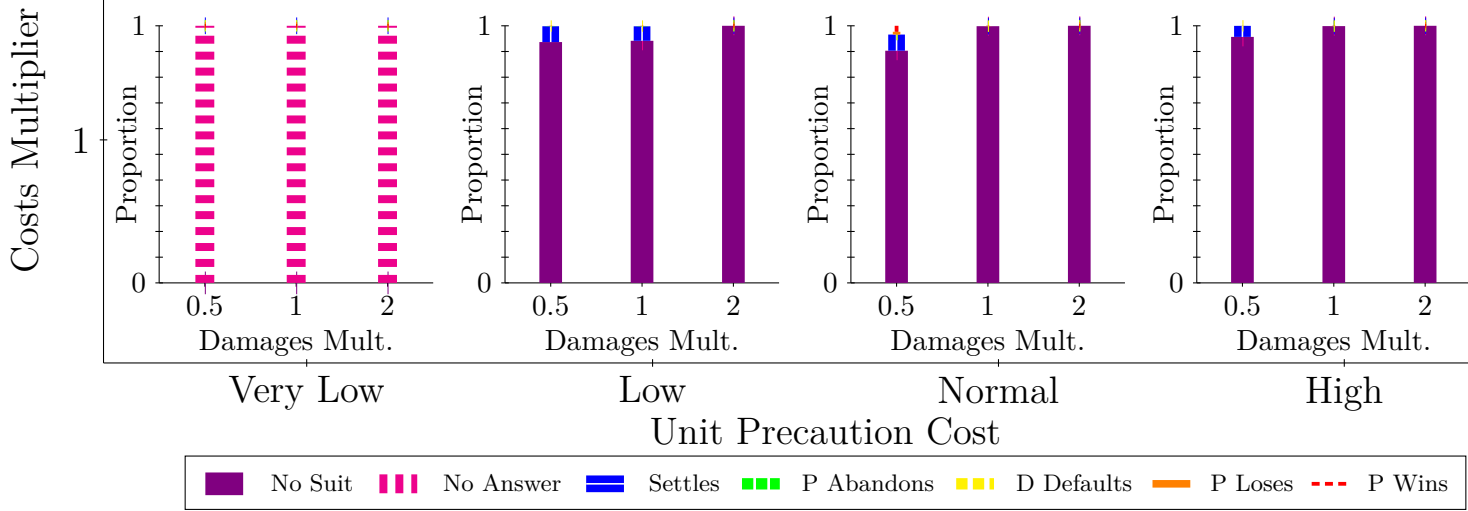 Costs Multiplier
1
Proportion
1
0
0.5 1 2
Damages Mult.
Very Low
Proportion
1
0
0.5 1 2
Damages Mult.
Low
Proportion
1
0
0.5 1 2
Damages Mult.
Normal
Proportion
1
0
0.5 1 2
Damages Mult.
High
Unit Precaution Cost
No Suit No Answer Settles P Abandons D Defaults P Loses P Wins